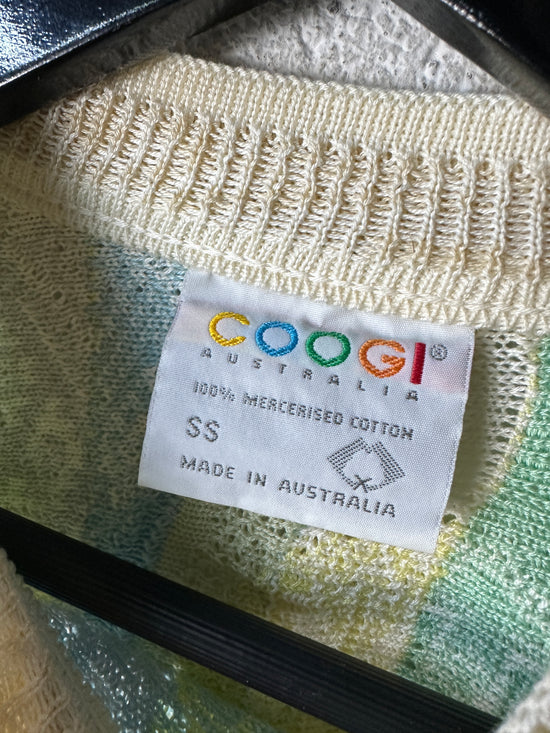 COOGI®
AUSTRALIA
100% MERCERISED COTTON
SS
MADE IN AUSTRALIA